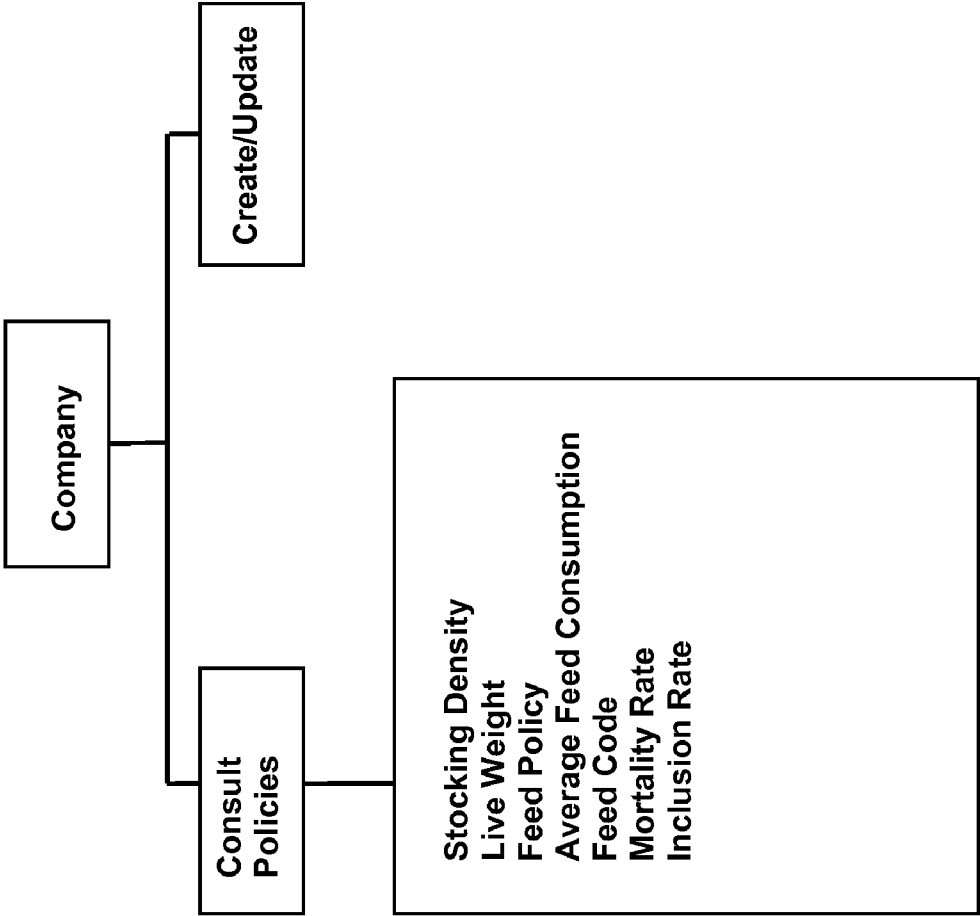 Company
Consult
Policies
Create/Update
Stocking Density
Live Weight
Feed Policy
Average Feed Consumption
Feed Code
Mortality Rate
Inclusion Rate